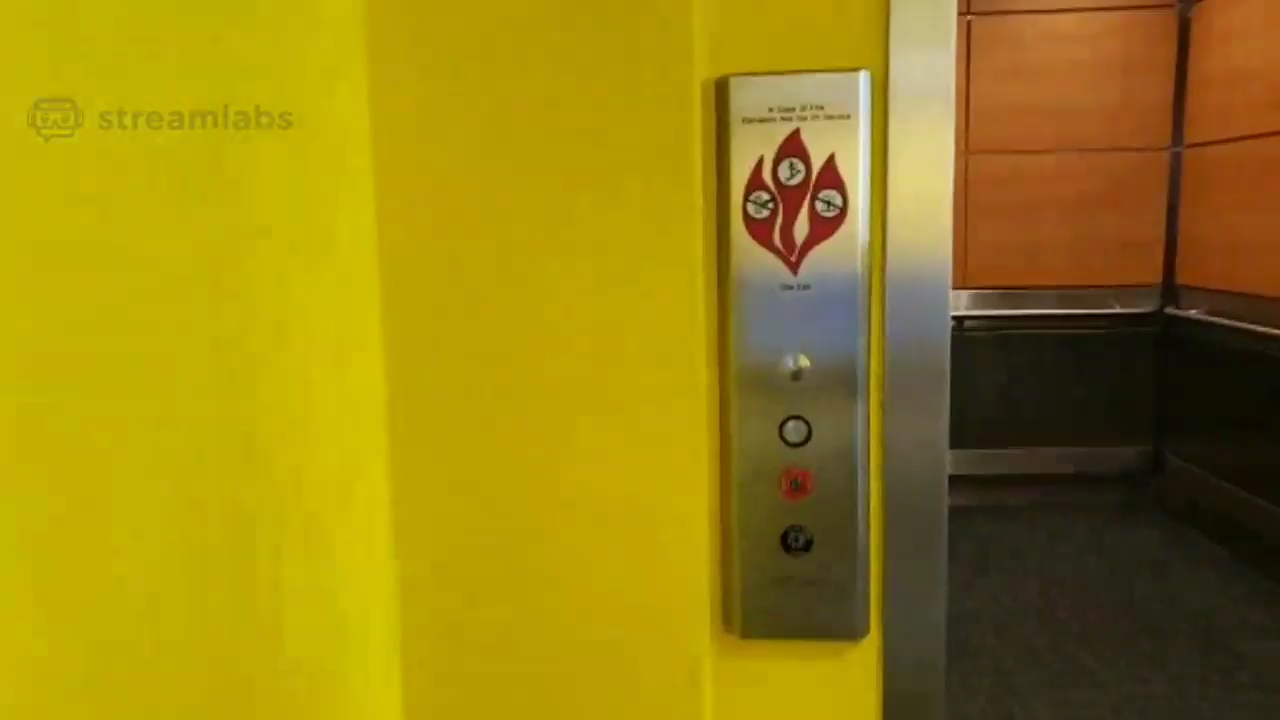 streamlabs
In Case Of Fire
Elevators Are Out Of Service
Use Exit